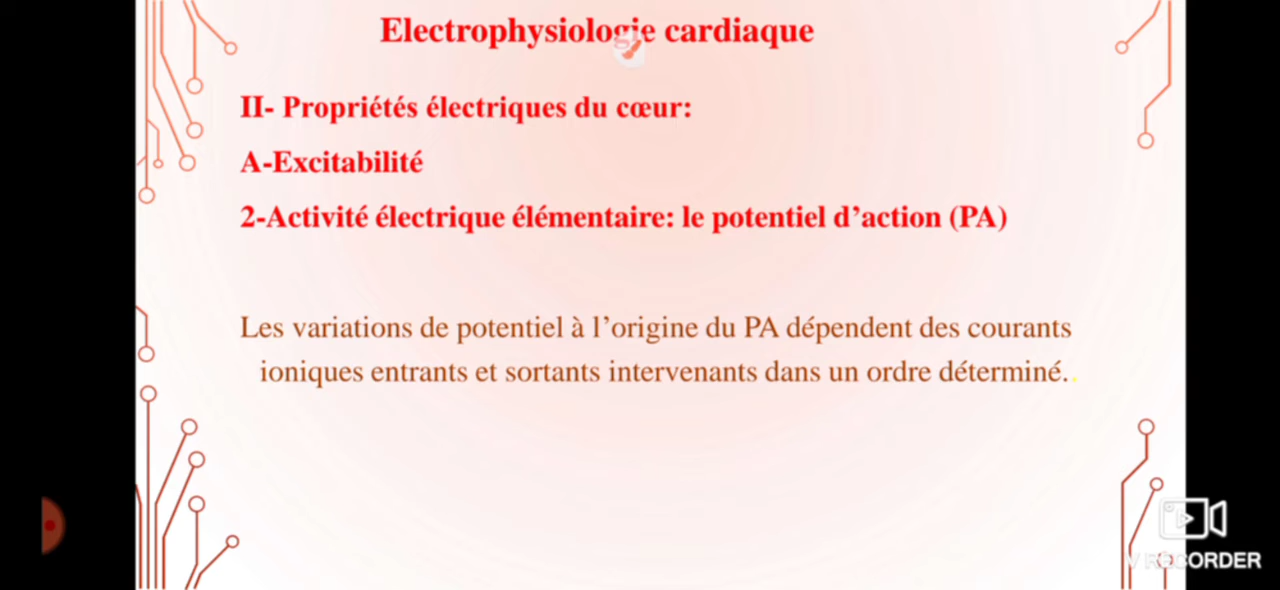 Electrophysiologie cardiaque
II- Propriétés électriques du cœur:
A-Excitabilité
2-Activité électrique élémentaire: le potentiel d’action (PA)
Les variations de potentiel à l’origine du PA dépendent des courants
ioniques entrants et sortants intervenants dans un ordre déterminé..
V RECORDER